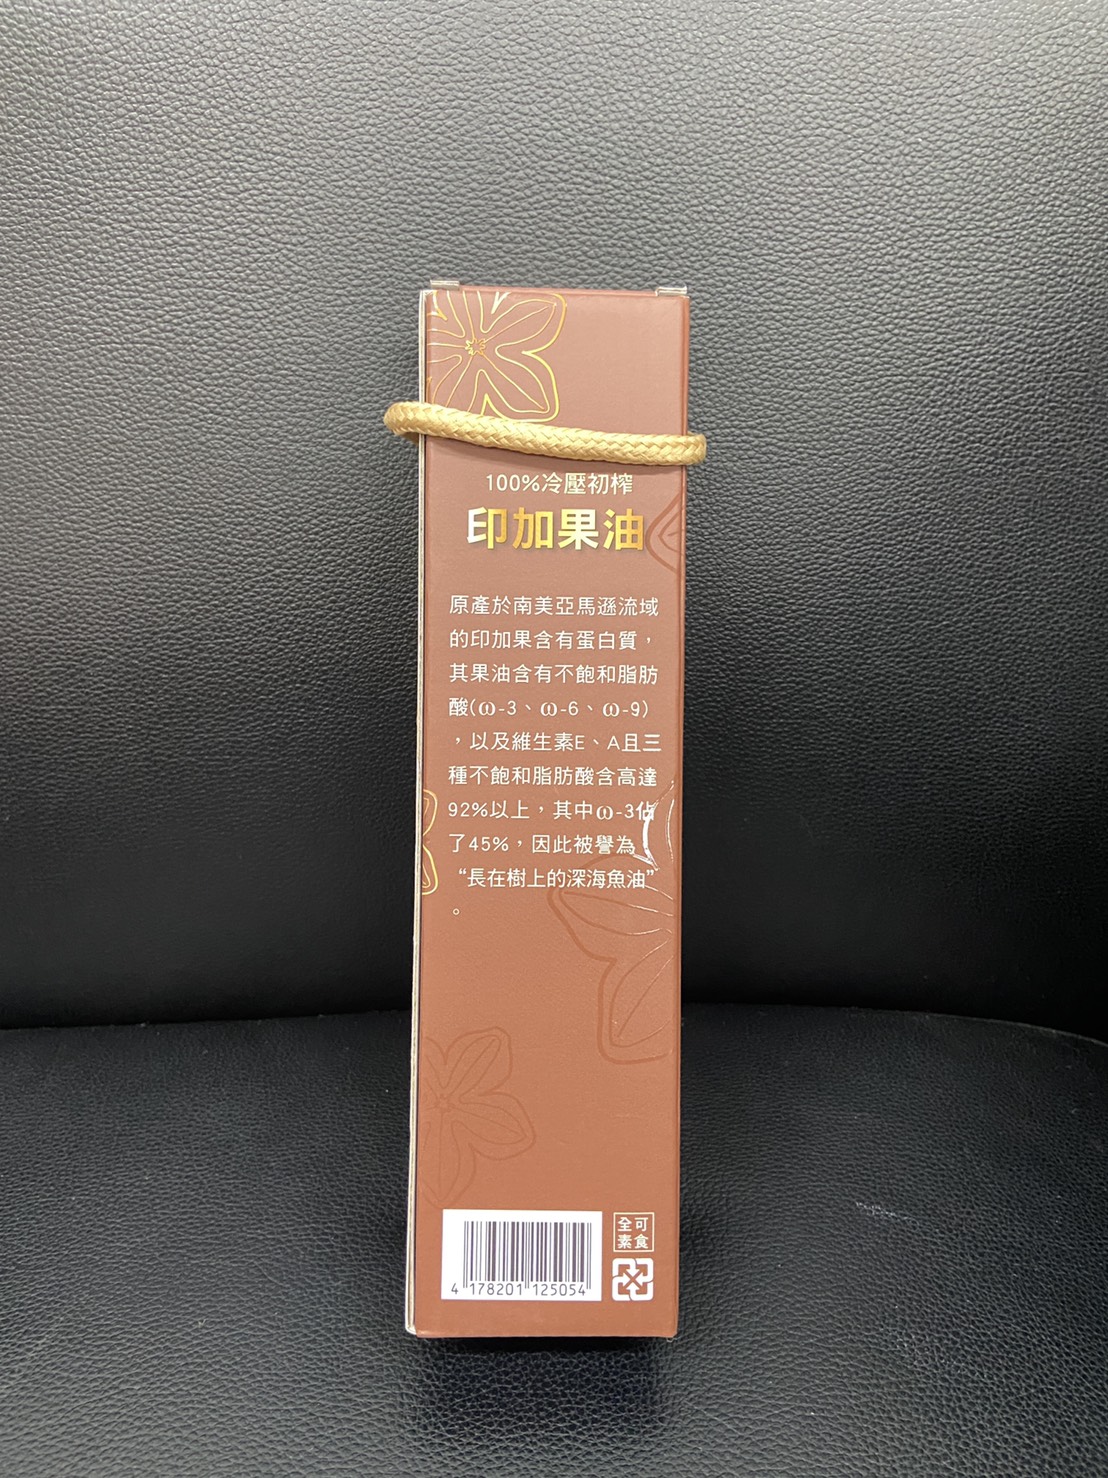 100%冷壓初榨
印加果油
原產於南美亞馬遜流域
的印加果含有蛋白質，
其果油含有不飽和脂肪
酸(ω-3、ω-6、ω-9)
，以及維生素E、A且三
種不飽和脂肪酸含高達
92%以上，其中ω-3佔
了45%，因此被譽為
“長在樹上的深海魚油”
。
全可
素食
4 178201 125054